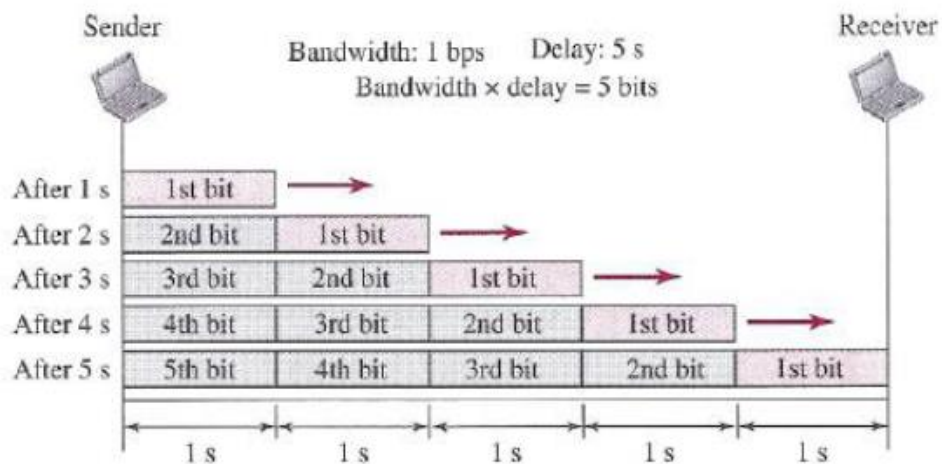 Sender
Receiver
Bandwidth: 1 bps Delay: 5 s
Bandwidth × delay = 5 bits
After 1 s 1st bit
After 2 s 2nd bit 1st bit
After 3 s 3rd bit 2nd bit 1st bit
After 4 s 4th bit 3rd bit 2nd bit 1st bit
After 5 s 5th bit 4th bit 3rd bit 2nd bit 1st bit
1 s 1 s 1 s 1 s 1 s